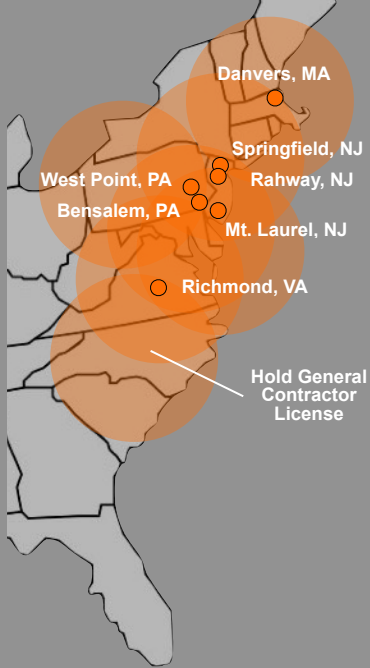 Danvers, MA
Springfield, NJ
West Point, PA
Rahway, NJ
Bensalem, PA
Mt. Laurel, NJ
Richmond, VA
Hold General
Contractor
License